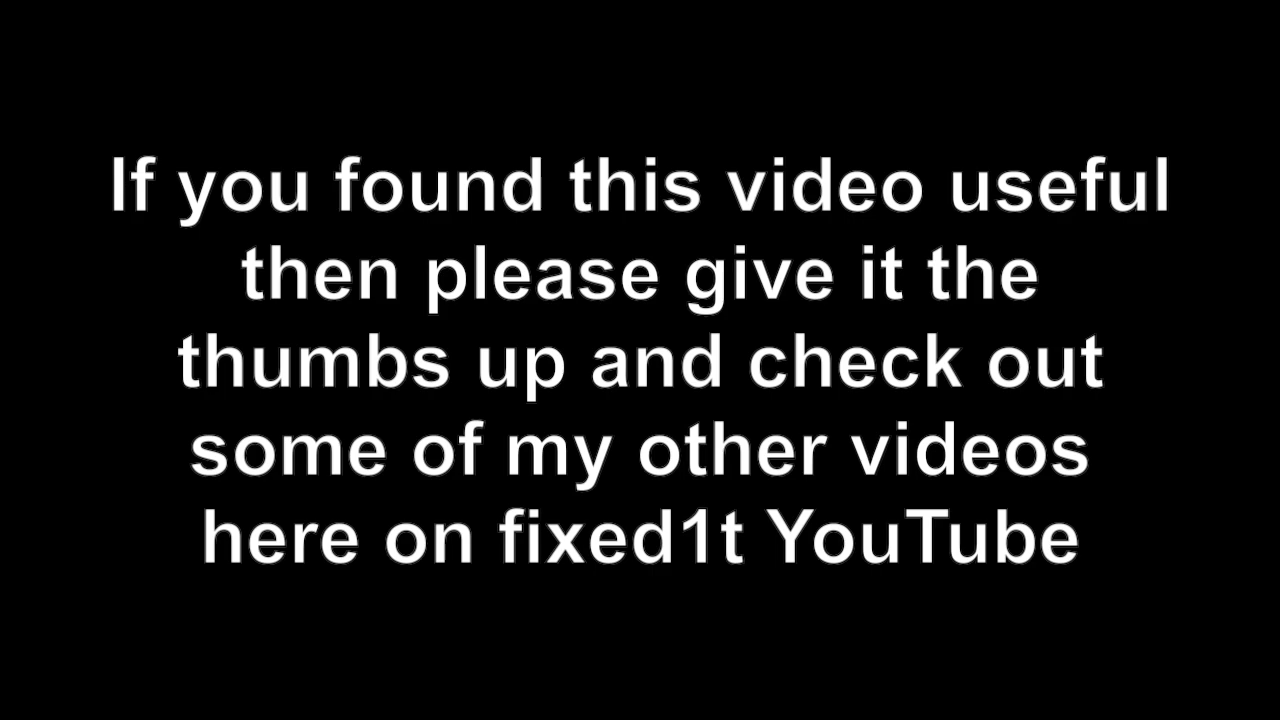 If you found this video useful
then please give it the
thumbs up and check out
some of my other videos
here on fixed1t YouTube